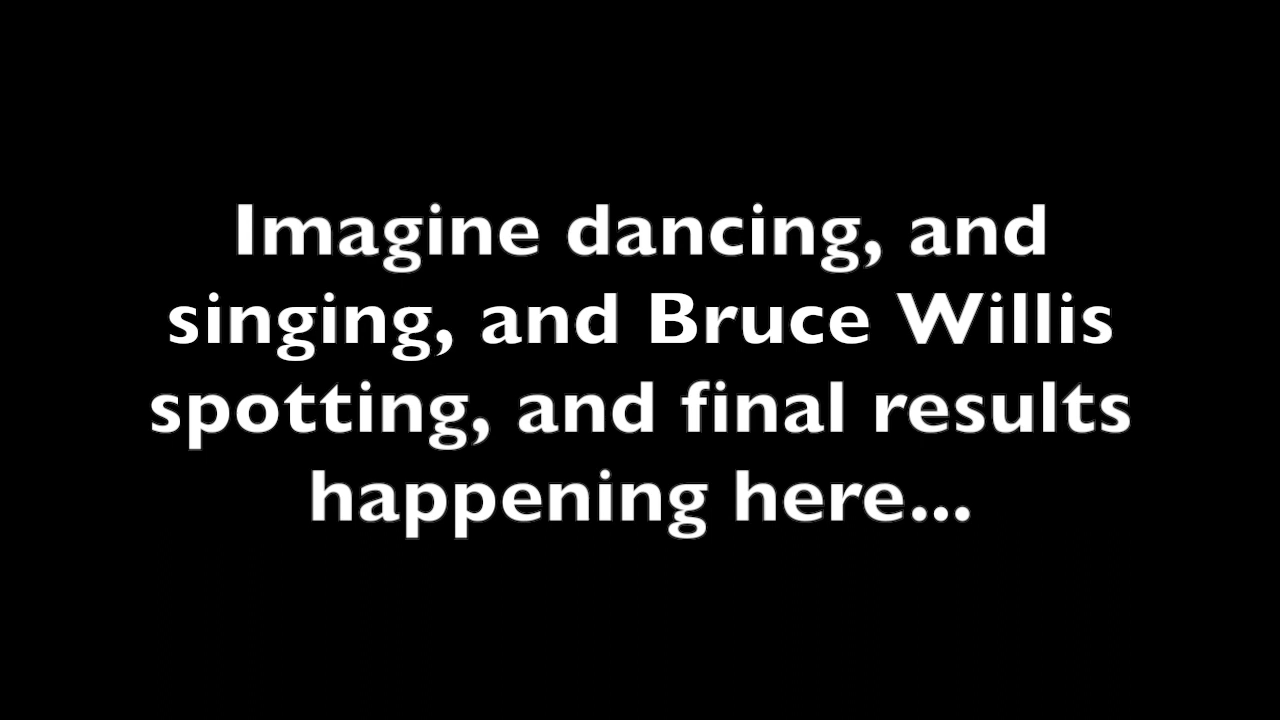 Imagine dancing, and
singing, and Bruce Willis
spotting, and final results
happening here...